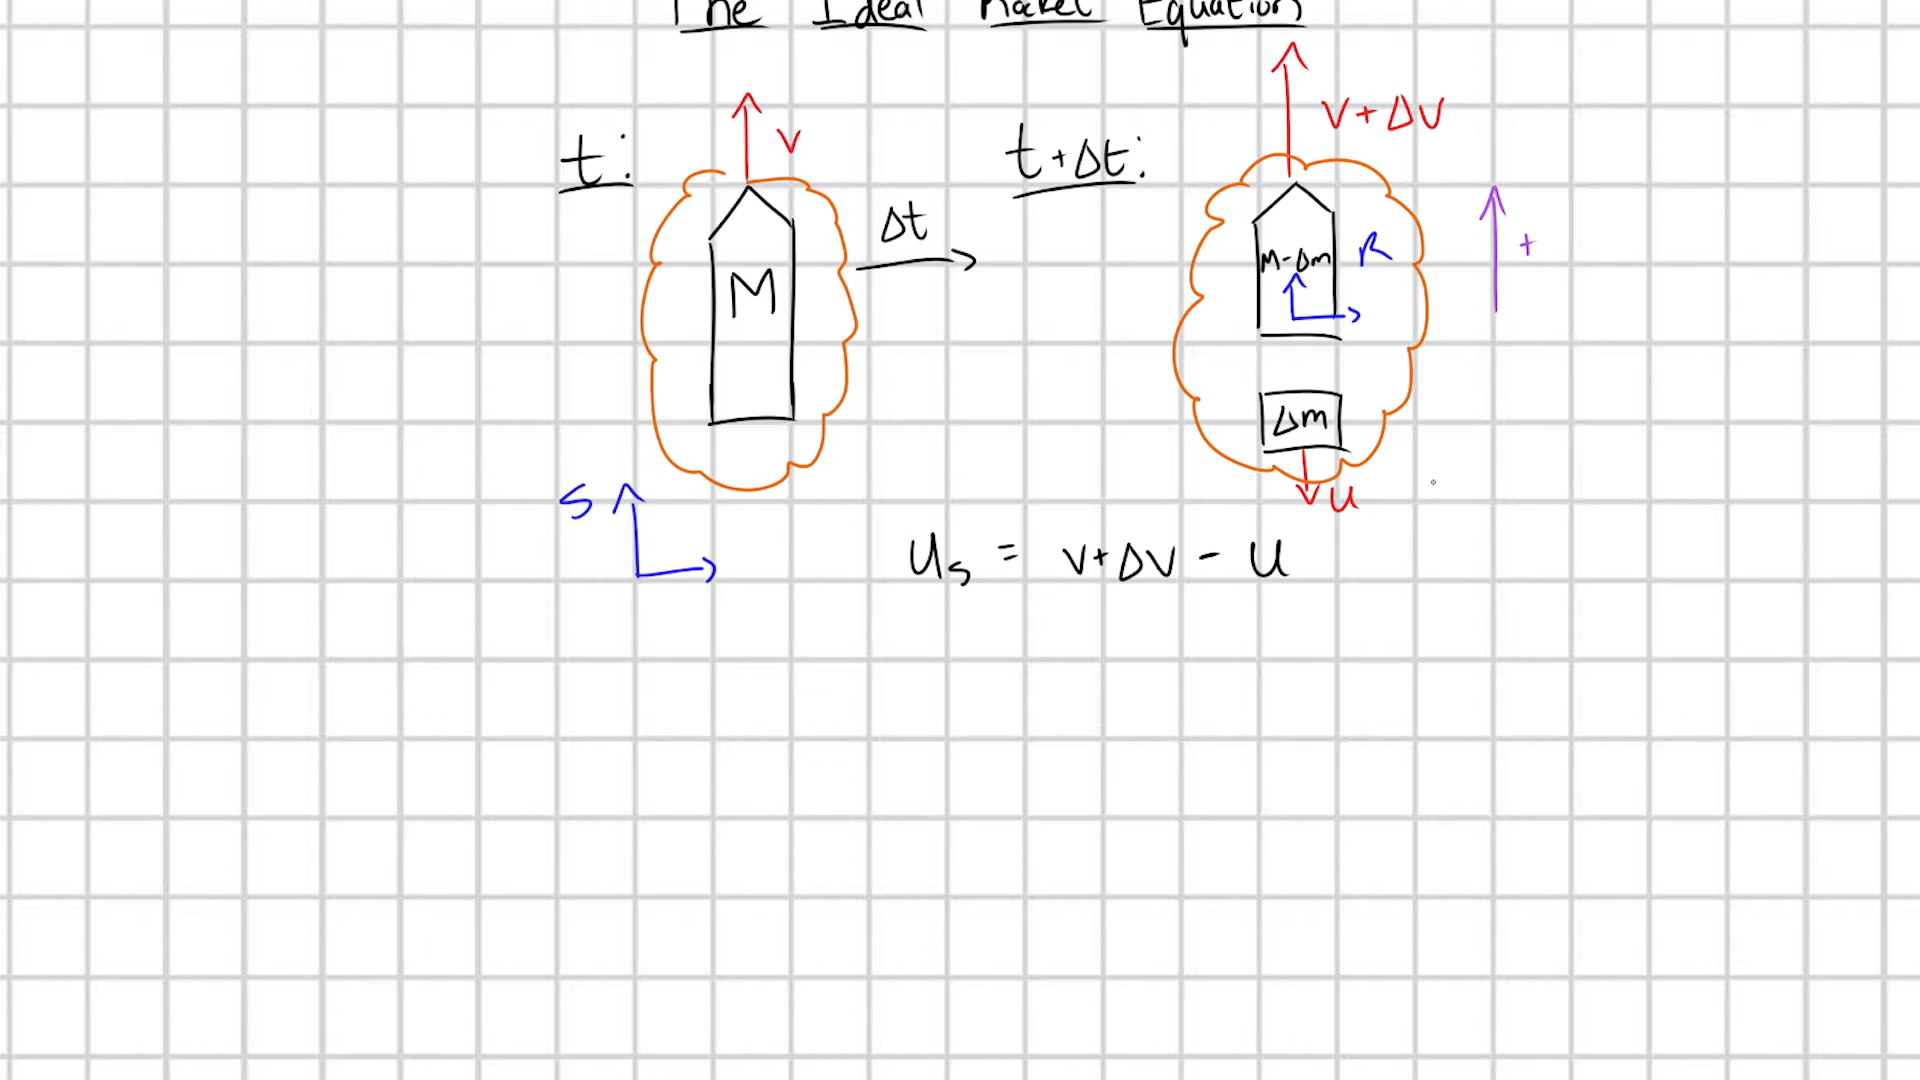 The Ideal Rocket Equation
t: v
Δt
M
t+Δt: v+Δv
M-Δm R
+
Δm
u
S
u_s = v+Δv - u